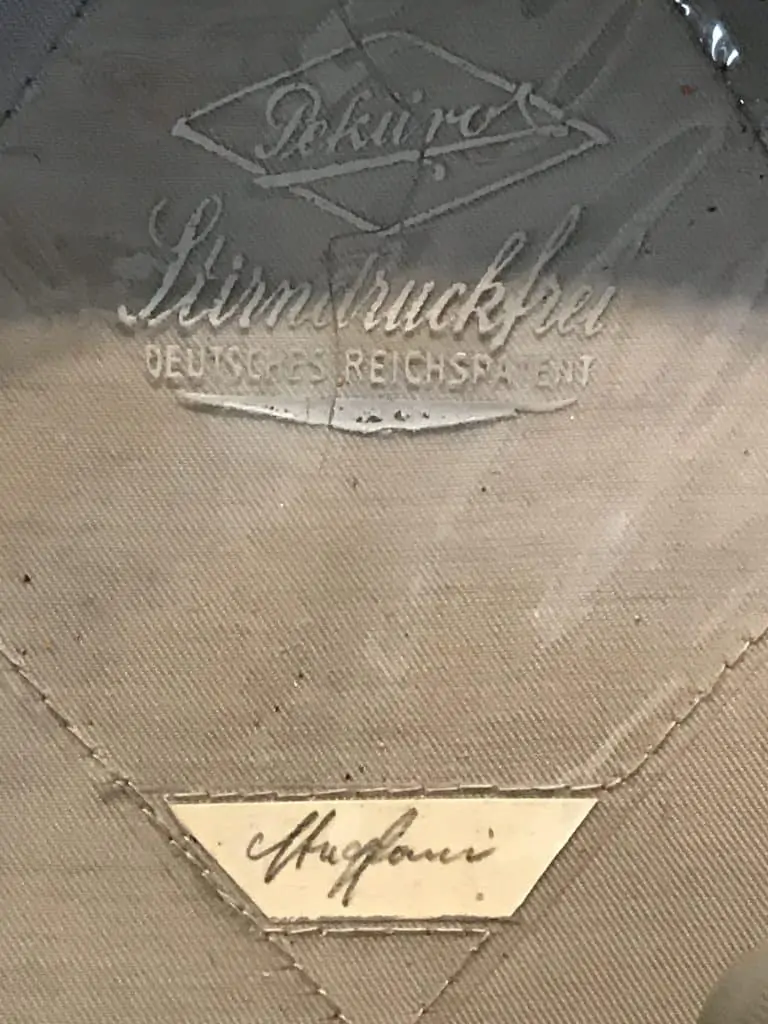 Peküro
Stirndruckfrei
DEUTSCHES REICHSPATENT